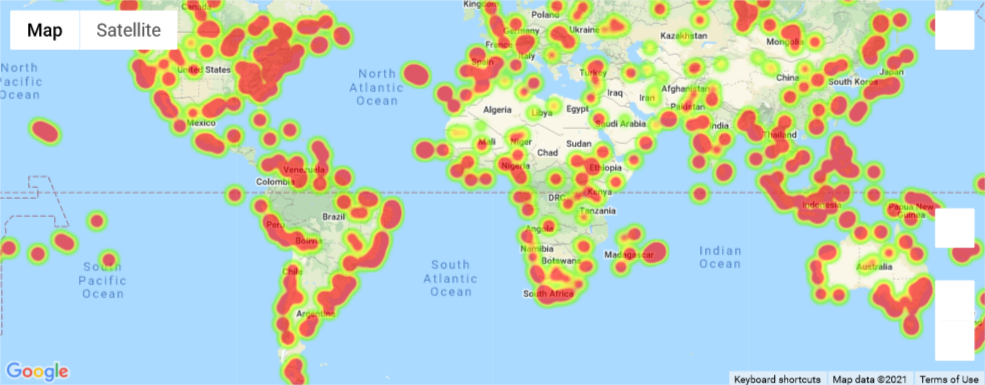 Canada
Map
Satellite
Poland
Germany
Ukraine
Kazakhstan
Mongolia
France
Italy
Spain
United States
North
Pacific
Ocean
North
Atlantic
Ocean
Turkey
China
Japan
South Korea
Iraq
Iran
Afghanistan
Pakistan
Algeria
Libya
Egypt
Saudi Arabia
India
Mexico
Thailand
Mali
Niger
Chad
Sudan
Nigeria
Ethiopia
Venezuela
Colombia
DRC
Kenya
Indonesia
Papua New
Guinea
Tanzania
Brazil
Peru
Angola
Bolivia
Namibia
Botswana
Madagascar
Indian
Ocean
South
Pacific
Ocean
South
Atlantic
Ocean
Chile
Australia
South Africa
Argentina
Google
Keyboard shortcuts
Map data ©2021
Terms of Use